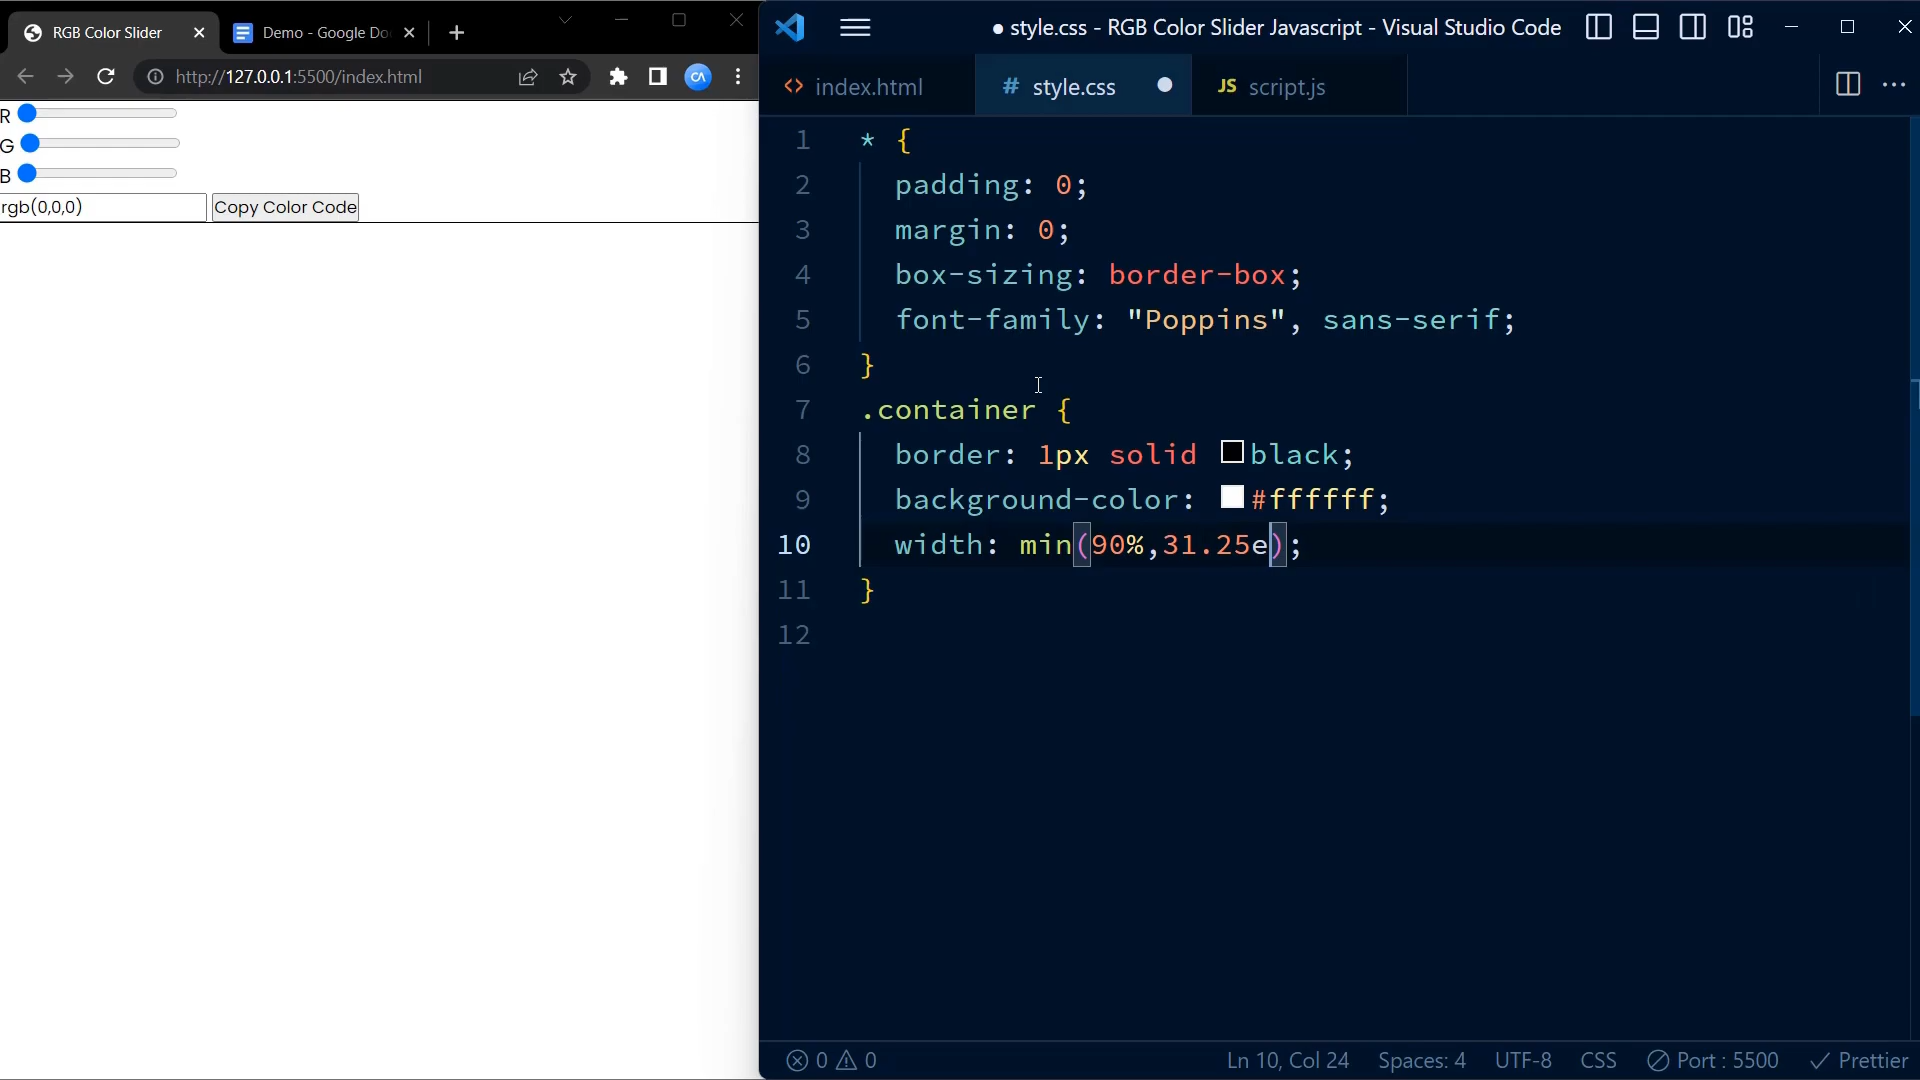 RGB Color Slider
Demo - Google Do
http://127.0.0.1:5500/index.html
CA
R
G
B
rgb(0,0,0)
Copy Color Code
● style.css - RGB Color Slider Javascript - Visual Studio Code
<> index.html
# style.css
JS script.js
1 * {
2 padding: 0;
3 margin: 0;
4 box-sizing: border-box;
5 font-family: "Poppins", sans-serif;
6 }
7 .container {
8 border: 1px solid black;
9 background-color: #ffffff;
10 width: min(90%,31.25e);
11 }
12
0 0
Ln 10, Col 24
Spaces: 4
UTF-8
CSS
Port : 5500
Prettier